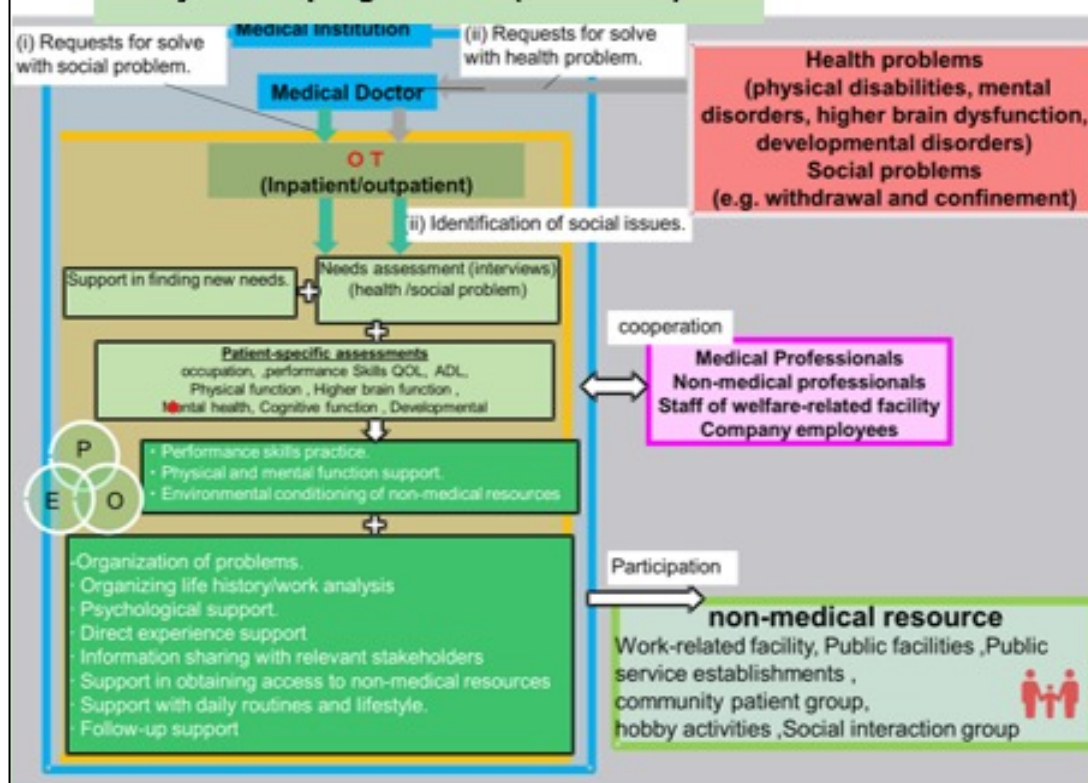 Medical Institution
(i) Requests for solve
with social problem.
(ii) Requests for solve
with health problem.
Medical Doctor
Health problems
(physical disabilities, mental
disorders, higher brain dysfunction,
developmental disorders)
Social problems
(e.g. withdrawal and confinement)
O T
(Inpatient/outpatient)
ii) Identification of social issues.
Support in finding new needs.
Needs assessment (interviews)
(health /social problem)
cooperation
Patient-specific assessments
occupation, ,performance Skills QOL, ADL,
Physical function , Higher brain function ,
Mental health, Cognitive function , Developmental
Medical Professionals
Non-medical professionals
Staff of welfare-related facility
Company employees
P
E
O
· Performance skills practice.
· Physical and mental function support.
· Environmental conditioning of non-medical resources
-Organization of problems.
· Organizing life history/work analysis
· Psychological support.
· Direct experience support
· Information sharing with relevant stakeholders
· Support in obtaining access to non-medical resources
· Support with daily routines and lifestyle.
· Follow-up support
Participation
non-medical resource
Work-related facility, Public facilities ,Public
service establishments ,
community patient group,
hobby activities ,Social interaction group